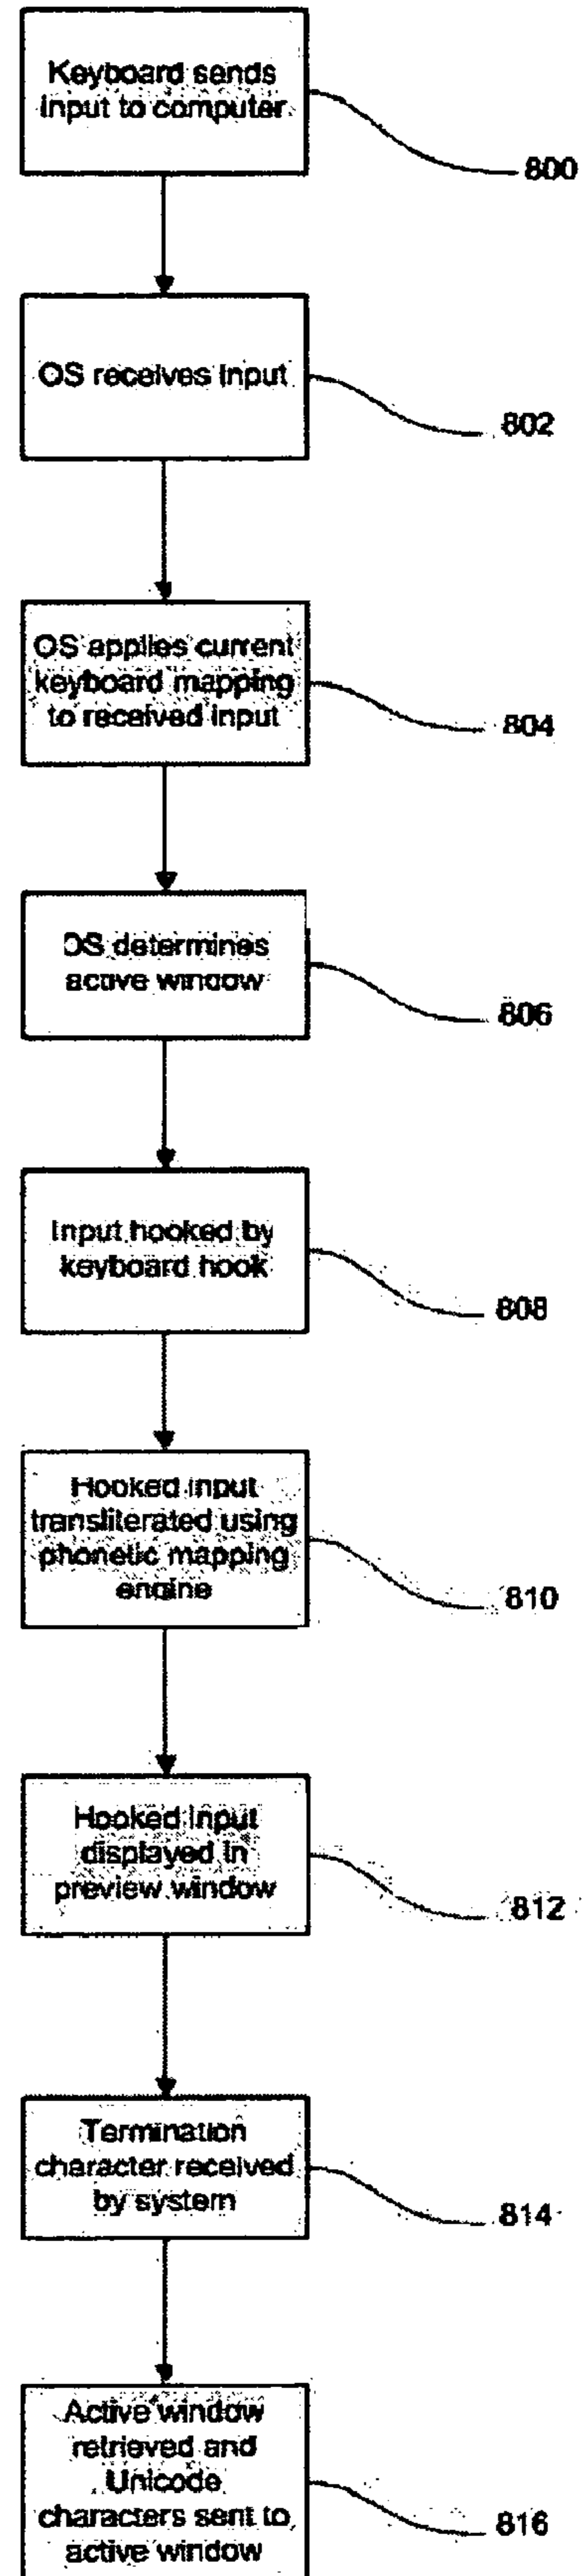 Keyboard sends
input to computer
800
OS receives input
802
OS applies current
keyboard mapping
to received input
804
OS determines
active window
806
Input hooked by
keyboard hook
808
Hooked input
transliterated using
phonetic mapping
engine
810
Hooked input
displayed in
preview window
812
Termination
character received
by system
814
Active window
retrieved and
Unicode
characters sent to
active window
816